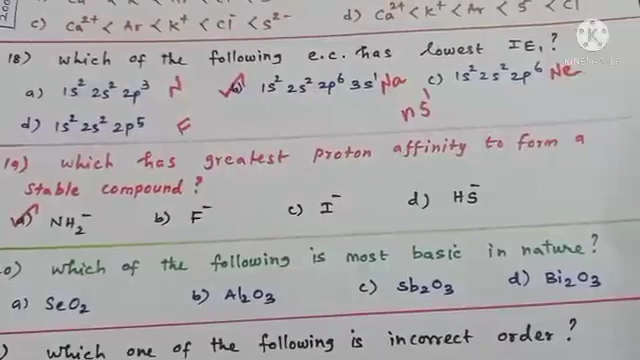 c) Ca²⁺ < Ar < K⁺ < Cl⁻ < S²⁻ d) Ca²⁺ < K⁺ < Ar < S < Cl
18) which of the following e.c. has lowest IE₁?
a) 1s² 2s² 2p³ N b) 1s² 2s² 2p⁶ 3s¹ Na c) 1s² 2s² 2p⁶ Ne
d) 1s² 2s² 2p⁵ F ns¹
19) which has greatest proton affinity to form a
stable compound?
a) NH₂⁻ b) F⁻ c) I⁻ d) HS⁻
0) which of the following is most basic in nature?
a) SeO₂ b) Al₂O₃ c) Sb₂O₃ d) Bi₂O₃
) which one of the following is incorrect order?